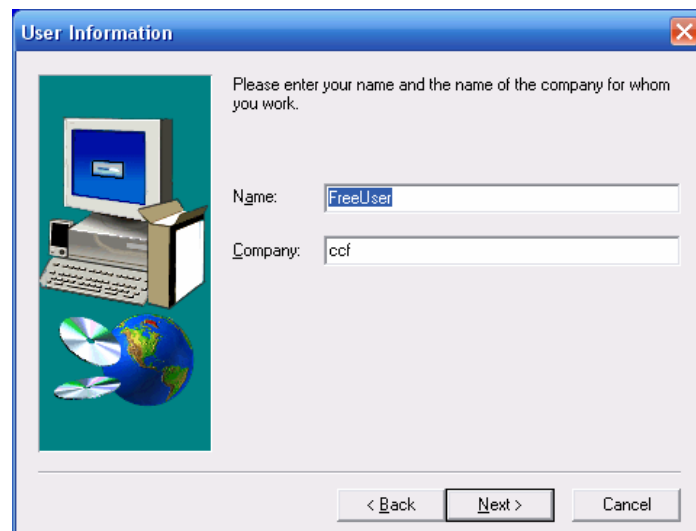 User Information
Please enter your name and the name of the company for whom
you work.
Name: FreeUser
Company: ccf
< Back Next > Cancel